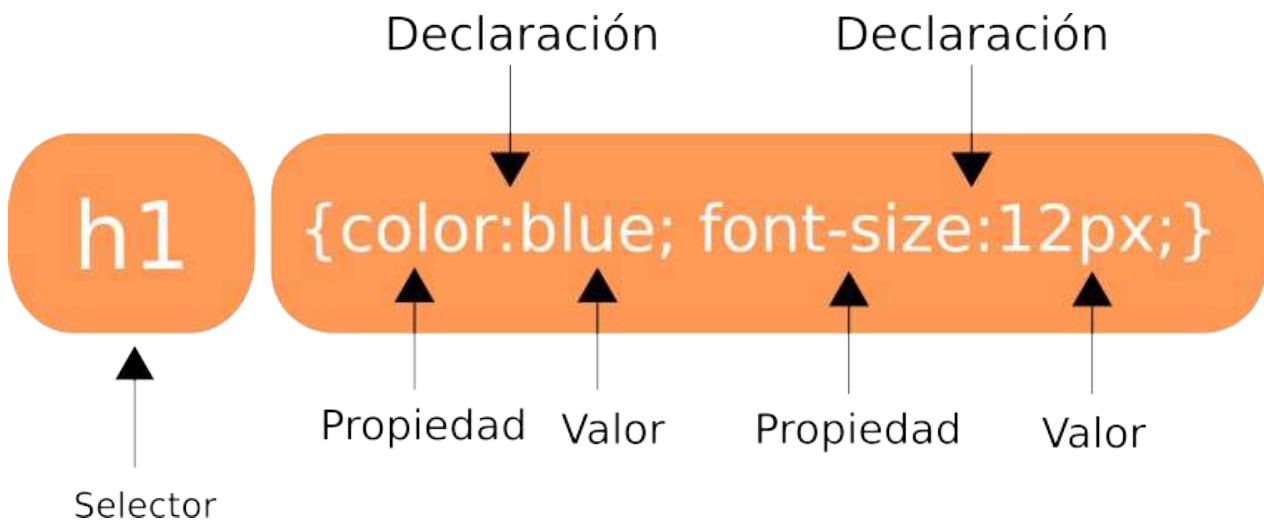 Declaración Declaración
h1 {color:blue; font-size:12px;}
Propiedad Valor Propiedad Valor
Selector